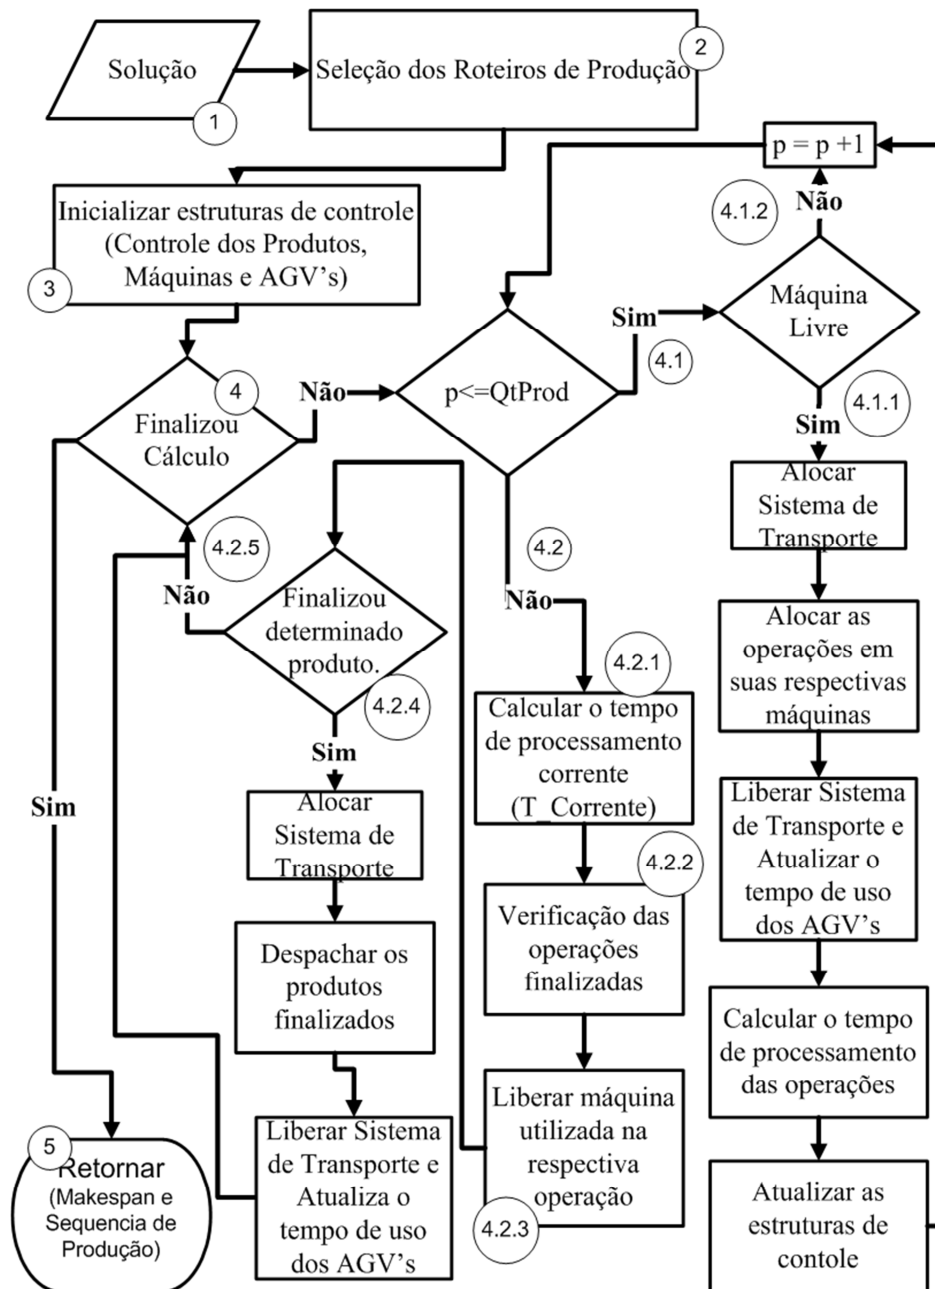 Solução
1
Seleção dos Roteiros de Produção
2
Inicializar estruturas de controle
(Controle dos Produtos,
Máquinas e AGV's)
3
Finalizou
Cálculo
4
Não
Sim
p<=QtProd
Sim
4.1
p = p +1
Não
4.1.2
Máquina
Livre
Sim
4.1.1
Alocar
Sistema de
Transporte
Alocar as
operações em
suas respectivas
máquinas
Liberar Sistema
de Transporte e
Atualizar o
tempo de uso
dos AGV's
Calcular o tempo
de processamento
das operações
Atualizar as
estruturas de
contole
4.2
Não
4.2.1
Calcular o tempo
de processamento
corrente
(T_Corrente)
4.2.2
Verificação das
operações
finalizadas
Liberar máquina
utilizada na
respectiva
operação
4.2.3
Finalizou
determinado
produto.
4.2.4
Não
4.2.5
Sim
Alocar
Sistema de
Transporte
Despachar os
produtos
finalizados
Liberar Sistema
de Transporte e
Atualiza o
tempo de uso
dos AGV's
5
Retornar
(Makespan e
Sequencia de
Produção)